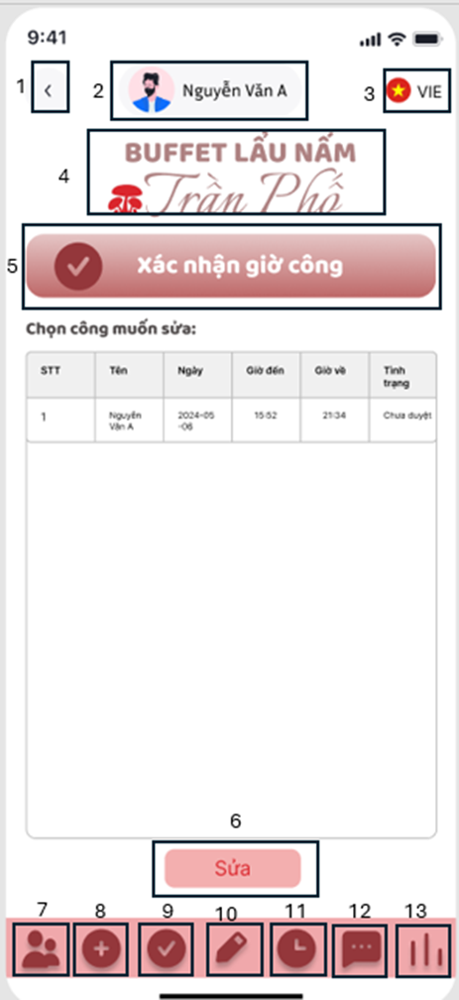 9:41
1
2
Nguyễn Văn A
3
VIE
4
BUFFET LẨU NẤM
Trần Phố
5
Xác nhận giờ công
Chọn công muốn sửa:
STT Tên Ngày Giờ đến Giờ về Tình trạng
1 Nguyễn Văn A 2024-05-06 15:52 21:34 Chưa duyệt
6
Sửa
7 8 9 10 11 12 13